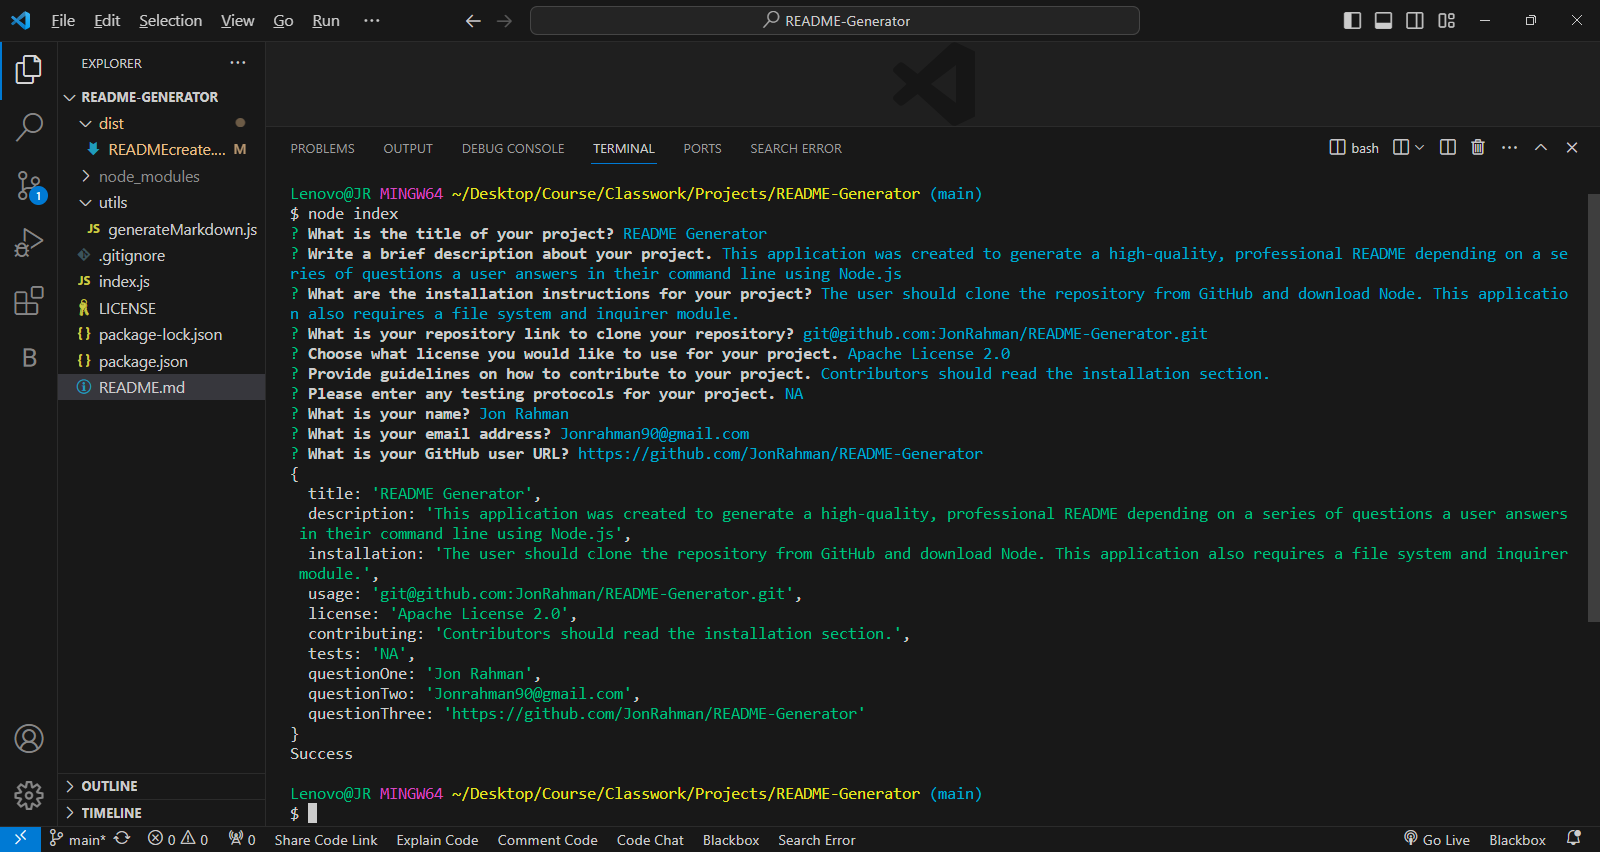 File Edit Selection View Go Run ··· README-Generator
EXPLORER ···
README-GENERATOR
dist
READMEcreate.... M
node_modules
utils
JS generateMarkdown.js
.gitignore
JS index.js
LICENSE
{} package-lock.json
{} package.json
README.md
OUTLINE
TIMELINE
1
B
PROBLEMS OUTPUT DEBUG CONSOLE TERMINAL PORTS SEARCH ERROR bash ···
Lenovo@JR MINGW64 ~/Desktop/Course/Classwork/Projects/README-Generator (main)
$ node index
? What is the title of your project? README Generator
? Write a brief description about your project. This application was created to generate a high-quality, professional README depending on a se
ries of questions a user answers in their command line using Node.js
? What are the installation instructions for your project? The user should clone the repository from GitHub and download Node. This applicatio
n also requires a file system and inquirer module.
? What is your repository link to clone your repository? git@github.com:JonRahman/README-Generator.git
? Choose what license you would like to use for your project. Apache License 2.0
? Provide guidelines on how to contribute to your project. Contributors should read the installation section.
? Please enter any testing protocols for your project. NA
? What is your name? Jon Rahman
? What is your email address? Jonrahman90@gmail.com
? What is your GitHub user URL? https://github.com/JonRahman/README-Generator
{
title: 'README Generator',
description: 'This application was created to generate a high-quality, professional README depending on a series of questions a user answers
in their command line using Node.js',
installation: 'The user should clone the repository from GitHub and download Node. This application also requires a file system and inquirer
module.',
usage: 'git@github.com:JonRahman/README-Generator.git',
license: 'Apache License 2.0',
contributing: 'Contributors should read the installation section.',
tests: 'NA',
questionOne: 'Jon Rahman',
questionTwo: 'Jonrahman90@gmail.com',
questionThree: 'https://github.com/JonRahman/README-Generator'
}
Success
Lenovo@JR MINGW64 ~/Desktop/Course/Classwork/Projects/README-Generator (main)
$
main* 0 0 0 Share Code Link Explain Code Comment Code Code Chat Blackbox Search Error Go Live Blackbox